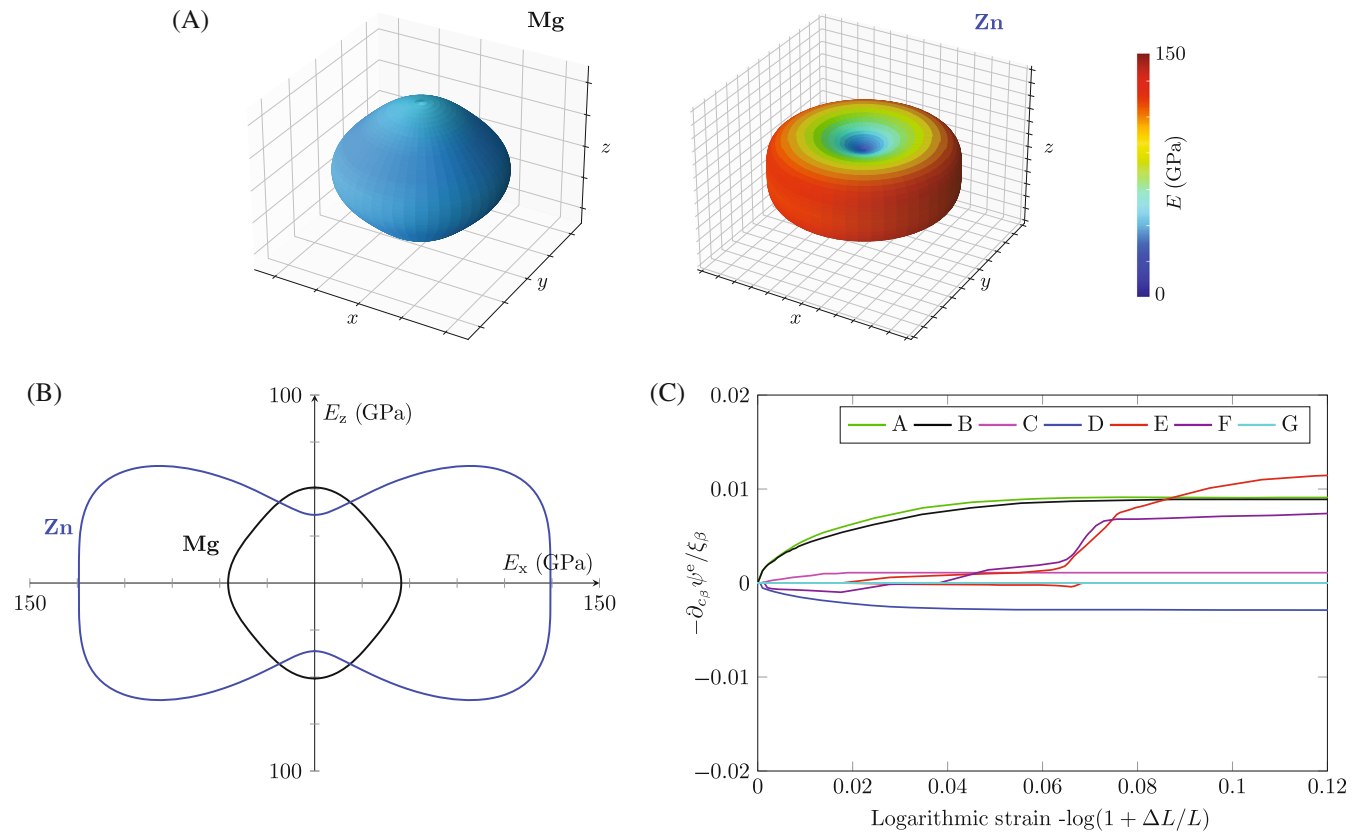 (A)
Mg
Zn
z
y
x
z
y
x
150
E (GPa)
0
(B)
100
E_z (GPa)
Zn
Mg
E_x (GPa)
150
150
100
(C)
A B C D E F G
0.02
0.01
0
−0.01
−0.02
−∂_{c_β}ψ^e/ξ_β
0 0.02 0.04 0.06 0.08 0.1 0.12
Logarithmic strain -log(1 + ΔL/L)